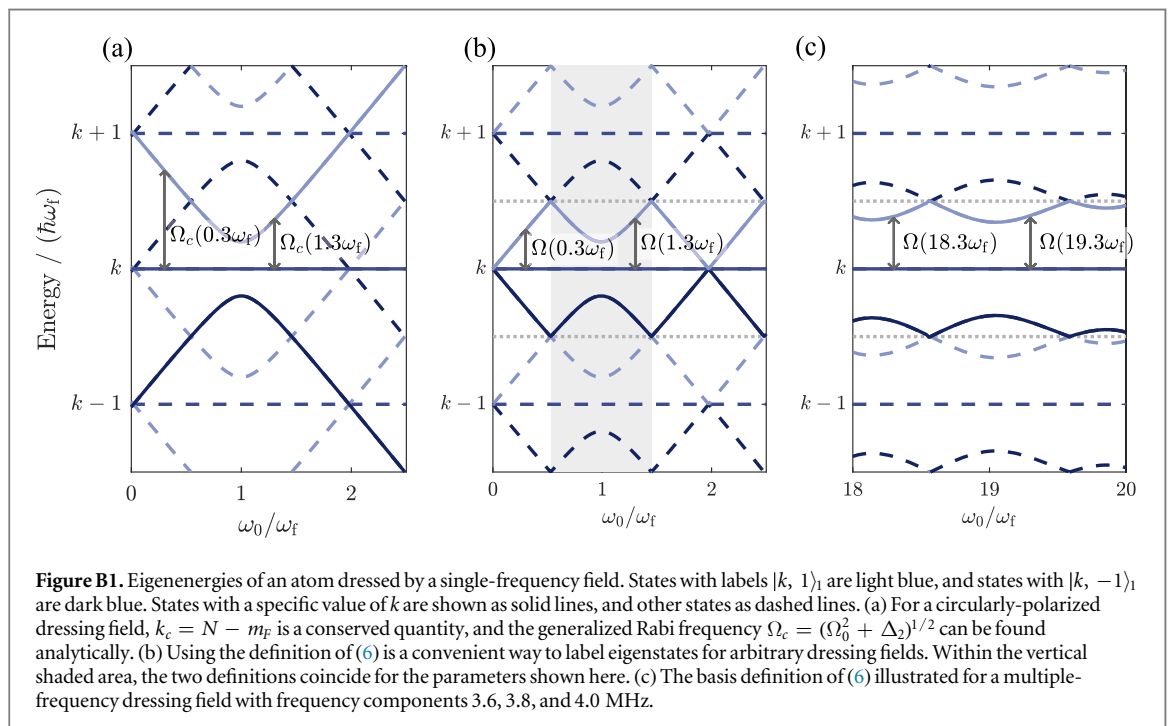 (a)
(b)
(c)
Energy / (ħω_f)
k + 1
k
k − 1
Ω_c(0.3ω_f)
Ω_c(1.3ω_f)
0
1
2
ω_0/ω_f
k + 1
k
k − 1
Ω(0.3ω_f)
Ω(1.3ω_f)
0
1
2
ω_0/ω_f
k + 1
k
k − 1
Ω(18.3ω_f)
Ω(19.3ω_f)
18
19
20
ω_0/ω_f
Figure B1. Eigenenergies of an atom dressed by a single-frequency field. States with labels |k, 1⟩_1 are light blue, and states with |k, −1⟩_1
are dark blue. States with a specific value of k are shown as solid lines, and other states as dashed lines. (a) For a circularly-polarized
dressing field, k_c = N − m_F is a conserved quantity, and the generalized Rabi frequency Ω_c = (Ω_0^2 + Δ_2)^{1/2} can be found
analytically. (b) Using the definition of (6) is a convenient way to label eigenstates for arbitrary dressing fields. Within the vertical
shaded area, the two definitions coincide for the parameters shown here. (c) The basis definition of (6) illustrated for a multiple-
frequency dressing field with frequency components 3.6, 3.8, and 4.0 MHz.